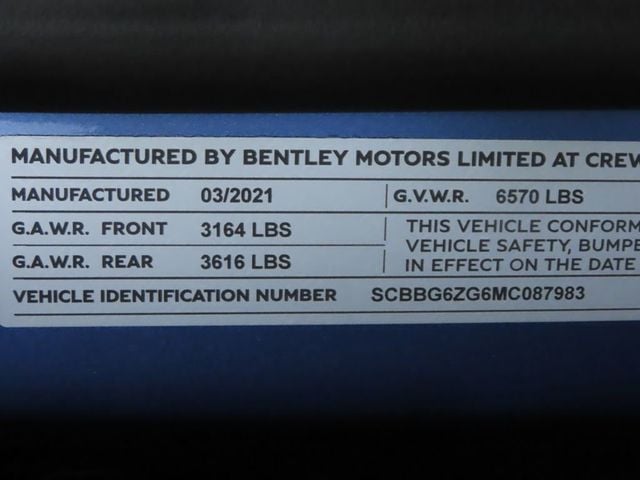 MANUFACTURED BY BENTLEY MOTORS LIMITED AT CREW
MANUFACTURED 03/2021 G.V.W.R. 6570 LBS
G.A.W.R. FRONT 3164 LBS THIS VEHICLE CONFORM
VEHICLE SAFETY, BUMPE
G.A.W.R. REAR 3616 LBS IN EFFECT ON THE DATE
VEHICLE IDENTIFICATION NUMBER SCBBG6ZG6MC087983